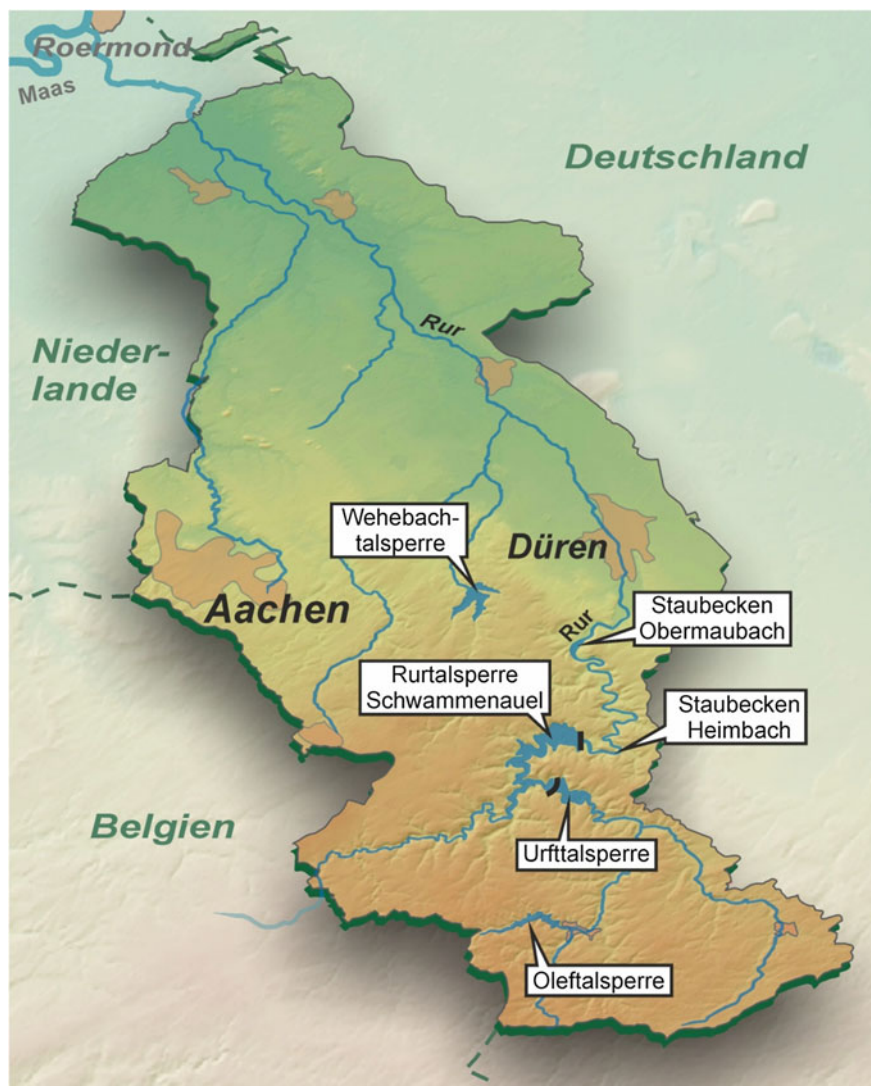 Roermond
Maas
Deutschland
Rur
Nieder-
lande
Wehebach-
talsperre
Düren
Aachen
Rur
Staubecken
Obermaubach
Rurtalsperre
Schwammenauel
Staubecken
Heimbach
Belgien
Urfttalsperre
Oleftalsperre